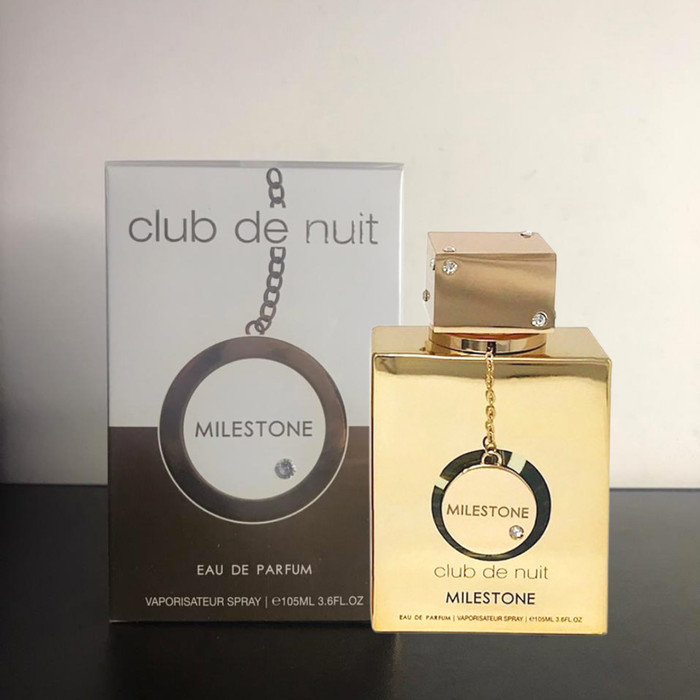 club de nuit
MILESTONE
EAU DE PARFUM
VAPORISATEUR SPRAY | ℮105ML 3.6FL.OZ
MILESTONE
club de nuit
MILESTONE
EAU DE PARFUM | VAPORISATEUR SPRAY | ℮105ML 3.6FL.OZ